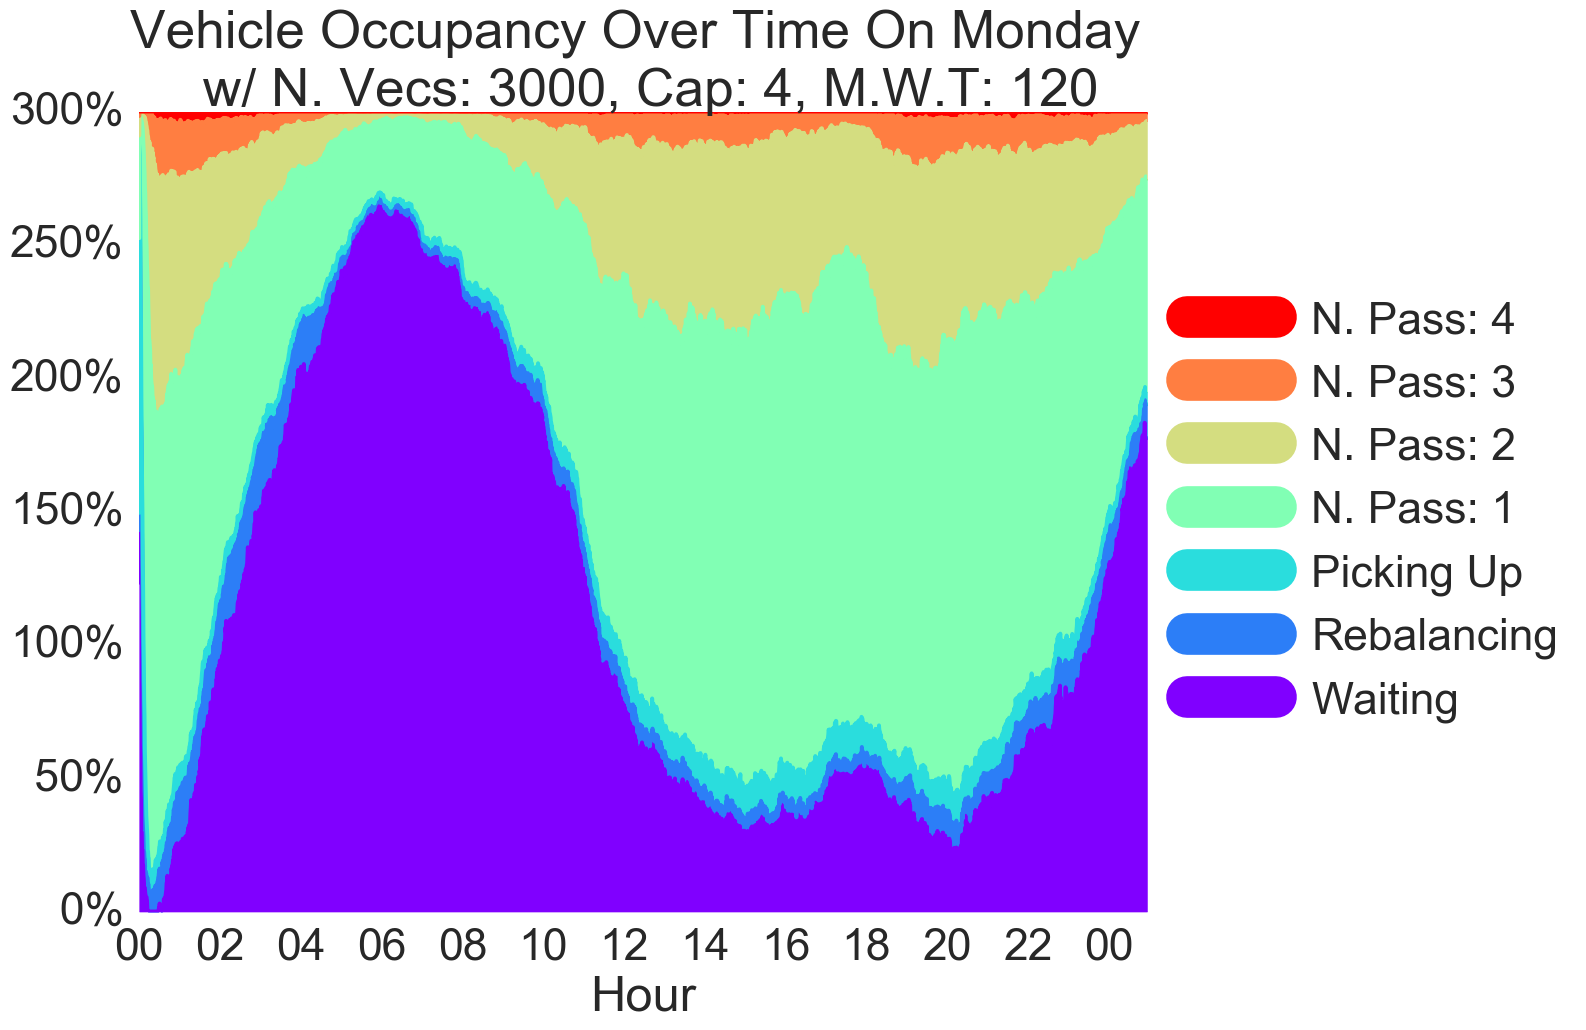 Vehicle Occupancy Over Time On Monday
w/ N. Vecs: 3000, Cap: 4, M.W.T: 120
300%
250%
200%
150%
100%
50%
0%
00 02 04 06 08 10 12 14 16 18 20 22 00
Hour
N. Pass: 4
N. Pass: 3
N. Pass: 2
N. Pass: 1
Picking Up
Rebalancing
Waiting